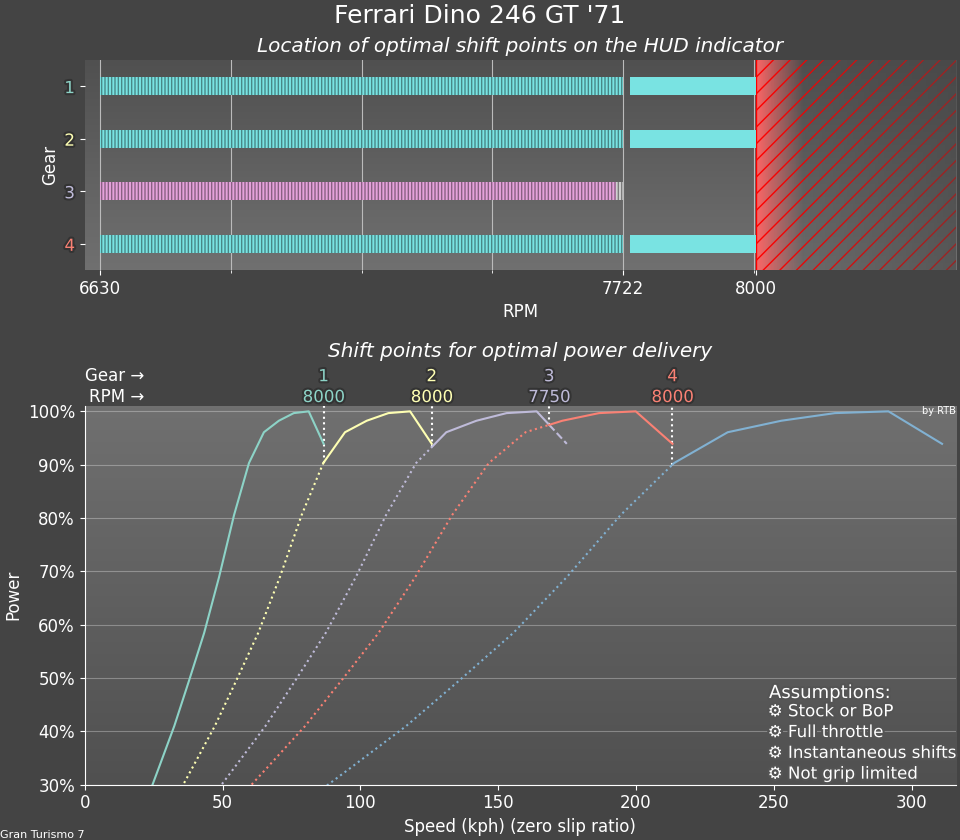 Ferrari Dino 246 GT '71
Location of optimal shift points on the HUD indicator
Gear
1
2
3
4
6630 7722 8000
RPM
Shift points for optimal power delivery
Gear → 1 2 3 4
RPM → 8000 8000 7750 8000
by RTB
Power
100%
90%
80%
70%
60%
50%
40%
30%
Assumptions:
⚙ Stock or BoP
⚙ Full throttle
⚙ Instantaneous shifts
⚙ Not grip limited
0 50 100 150 200 250 300
Speed (kph) (zero slip ratio)
Gran Turismo 7